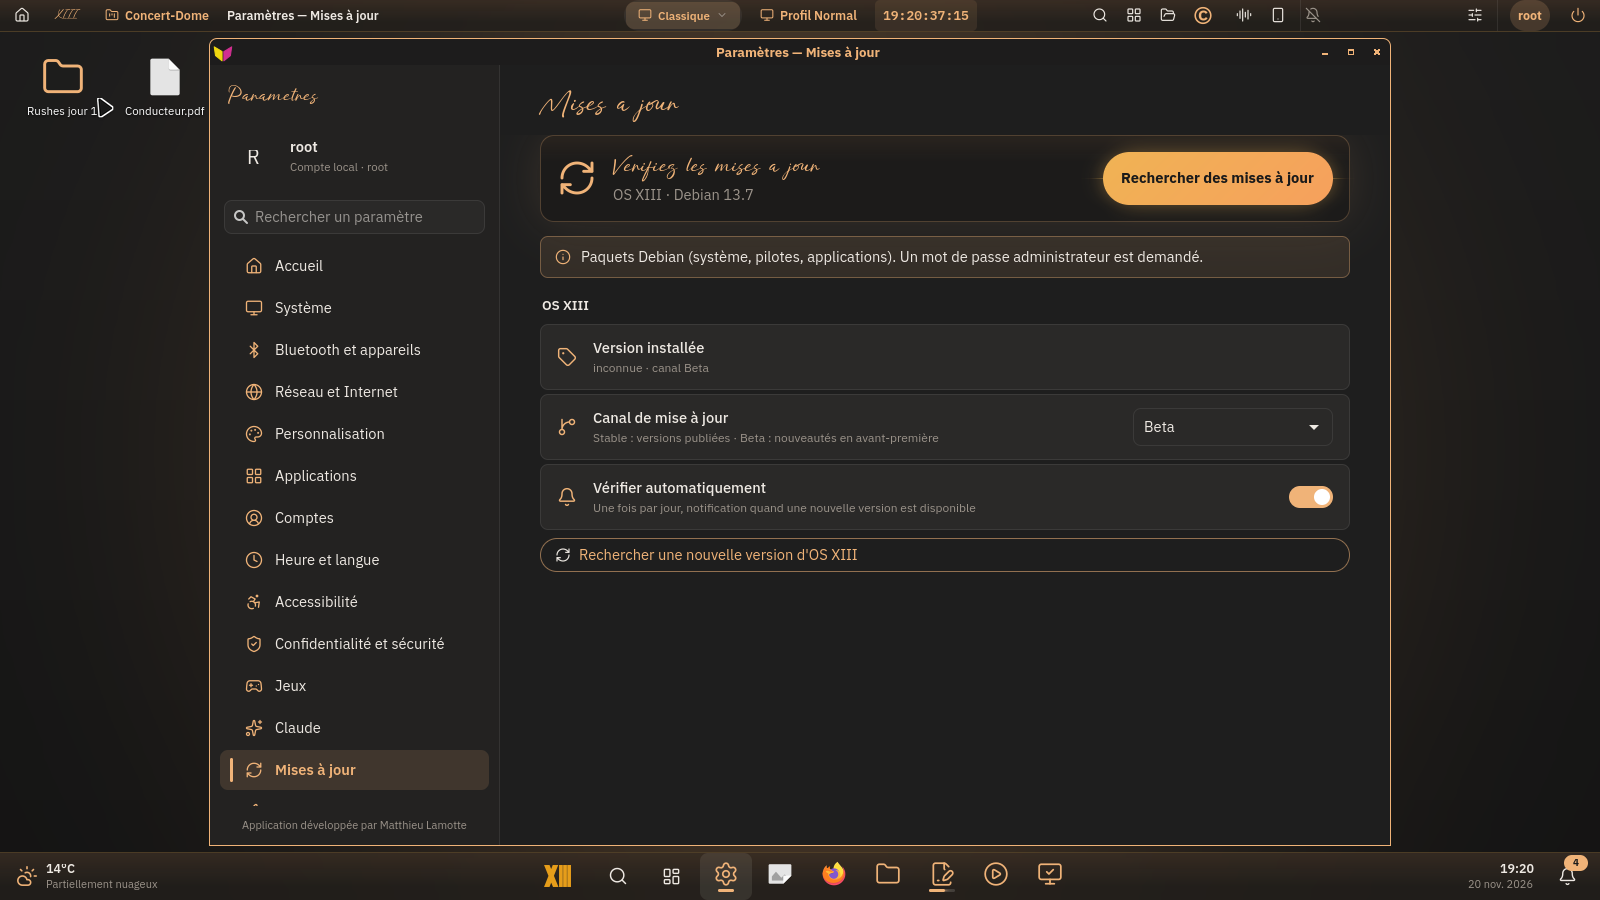 Concert-Dome
Paramètres — Mises à jour
Classique
Profil Normal
19:20:37:15
root
Rushes jour 1
Conducteur.pdf
Paramètres — Mises à jour
Parametres
R
root
Compte local · root
Rechercher un paramètre
Accueil
Système
Bluetooth et appareils
Réseau et Internet
Personnalisation
Applications
Comptes
Heure et langue
Accessibilité
Confidentialité et sécurité
Jeux
Claude
Mises à jour
Application développée par Matthieu Lamotte
Mises a jour
Verifiez les mises a jour
OS XIII · Debian 13.7
Rechercher des mises à jour
Paquets Debian (système, pilotes, applications). Un mot de passe administrateur est demandé.
OS XIII
Version installée
inconnue · canal Beta
Canal de mise à jour
Stable : versions publiées · Beta : nouveautés en avant-première
Beta
Vérifier automatiquement
Une fois par jour, notification quand une nouvelle version est disponible
Rechercher une nouvelle version d'OS XIII
14°C
Partiellement nuageux
XIII
19:20
20 nov. 2026
4